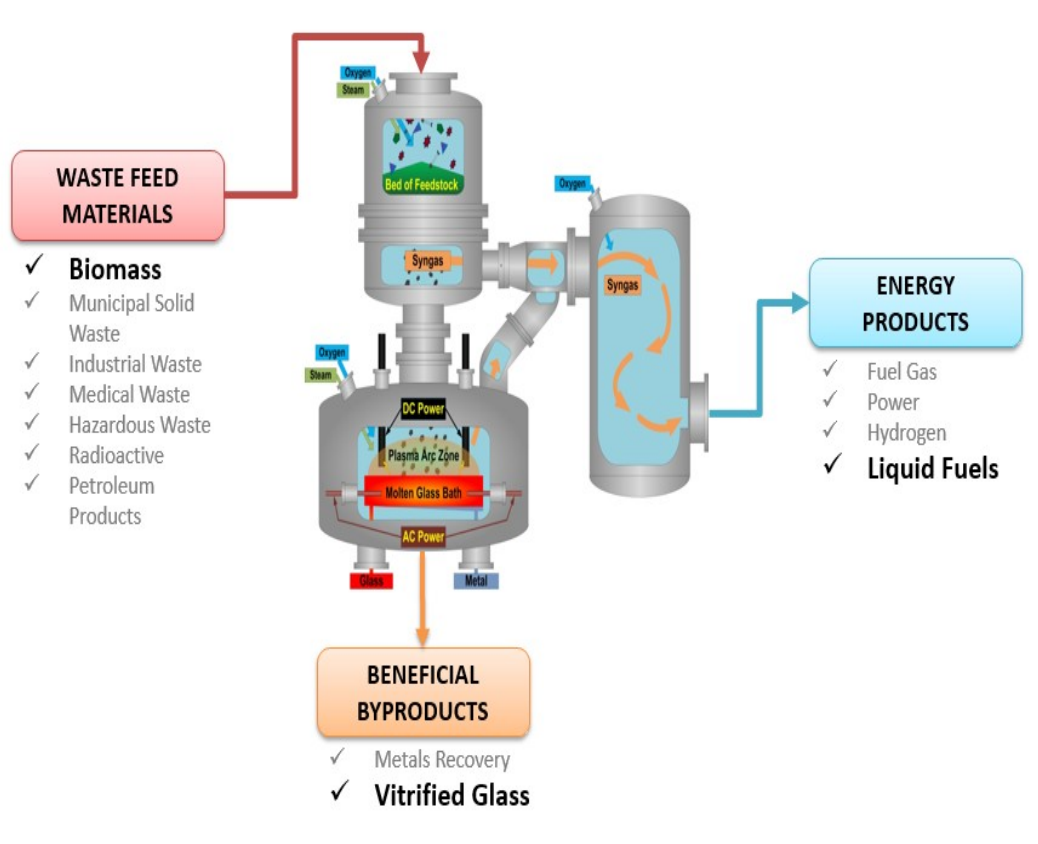 Oxygen
Steam
Bed of Feedstock
Syngas
WASTE FEED
MATERIALS
✓ Biomass
✓ Municipal Solid
Waste
✓ Industrial Waste
✓ Medical Waste
✓ Hazardous Waste
✓ Radioactive
✓ Petroleum
Products
Oxygen
Syngas
ENERGY
PRODUCTS
✓ Fuel Gas
✓ Power
✓ Hydrogen
✓ Liquid Fuels
Oxygen
Steam
DC Power
Plasma Arc Zone
Molten Glass Bath
AC Power
Glass
Metal
BENEFICIAL
BYPRODUCTS
✓ Metals Recovery
✓ Vitrified Glass